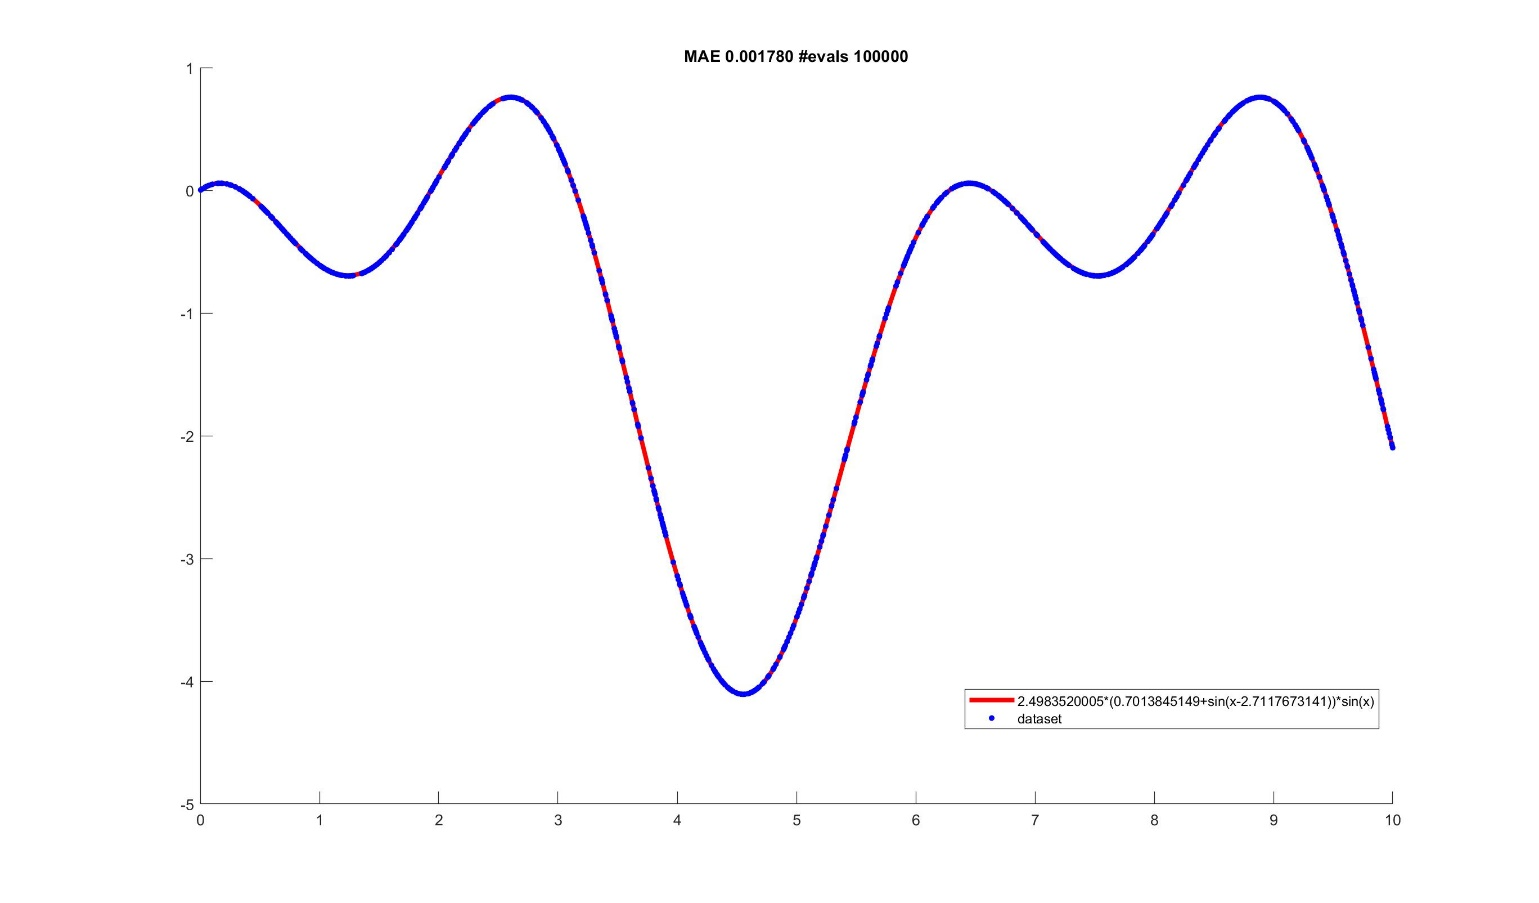 MAE 0.001780 #evals 100000
1
0
-1
-2
-3
-4
-5
2.4983520005*(0.7013845149+sin(x-2.7117673141))*sin(x)
dataset
0 1 2 3 4 5 6 7 8 9 10